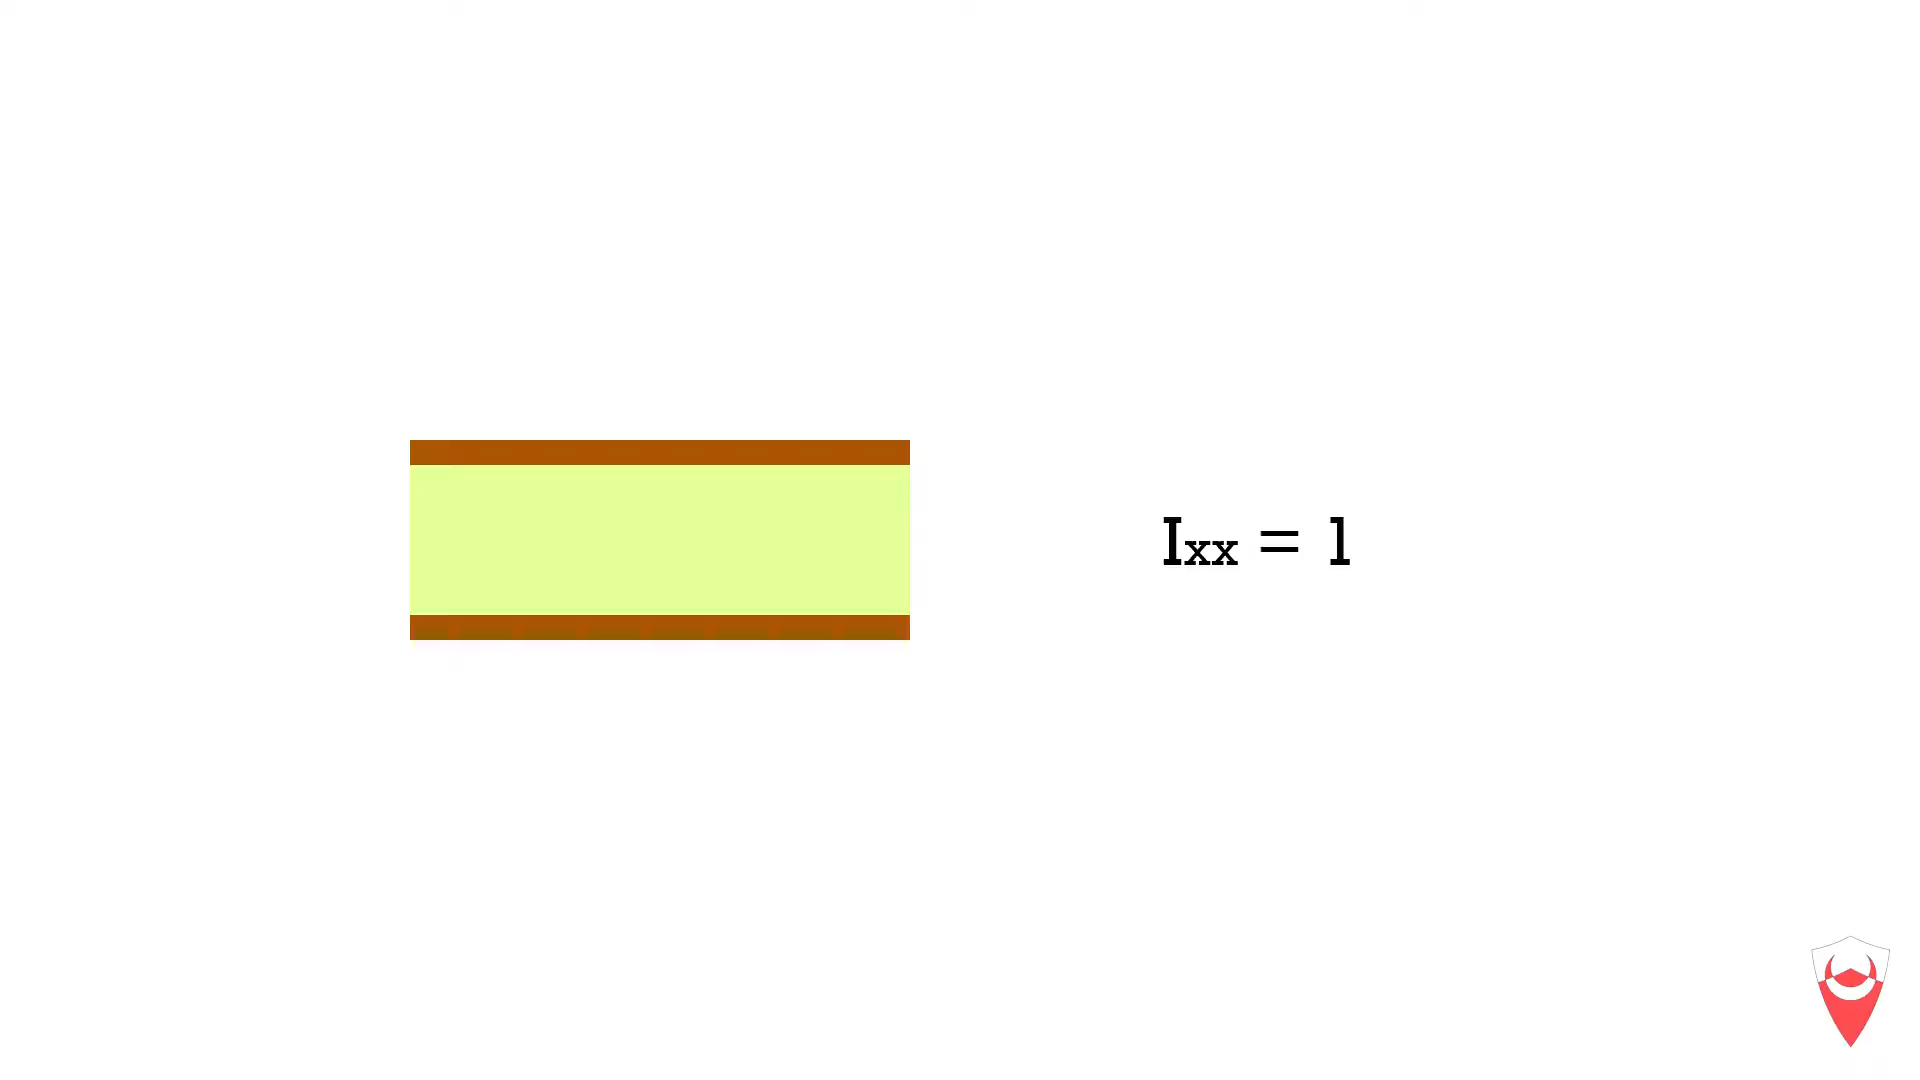 Ixx = 1